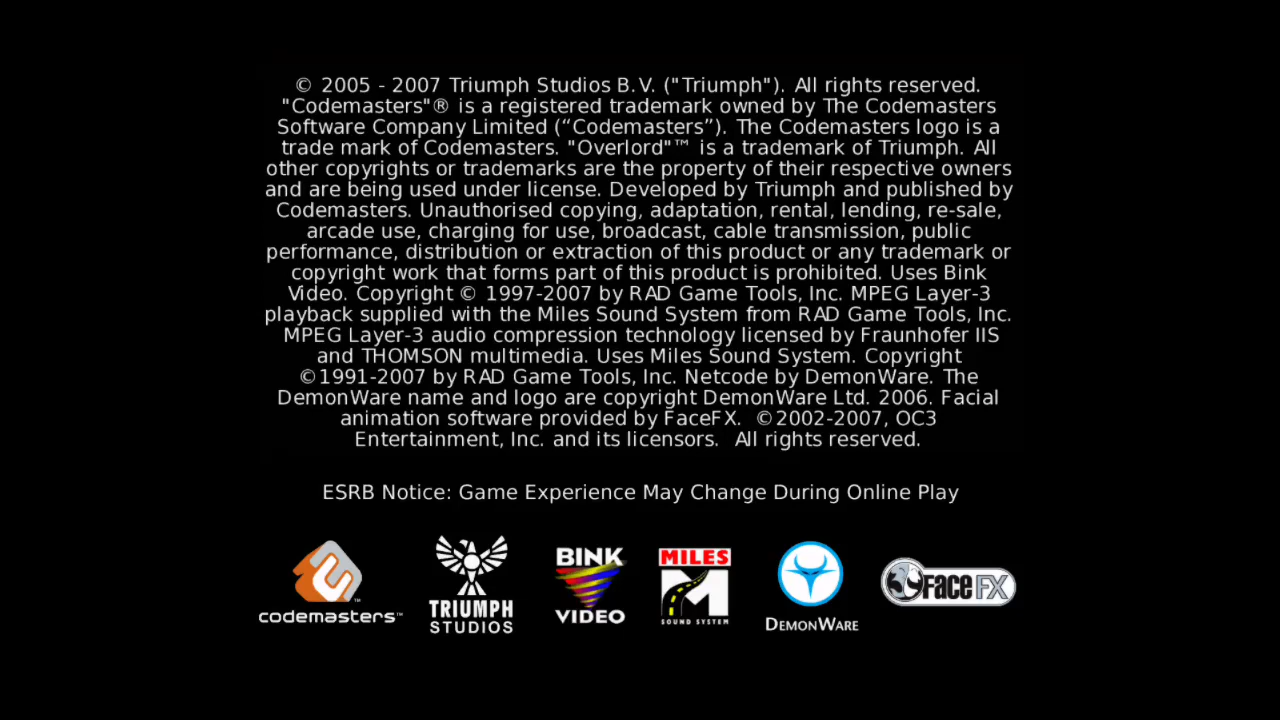 © 2005 - 2007 Triumph Studios B.V. ("Triumph"). All rights reserved.
"Codemasters"® is a registered trademark owned by The Codemasters
Software Company Limited (“Codemasters”). The Codemasters logo is a
trade mark of Codemasters. "Overlord"™ is a trademark of Triumph. All
other copyrights or trademarks are the property of their respective owners
and are being used under license. Developed by Triumph and published by
Codemasters. Unauthorised copying, adaptation, rental, lending, re-sale,
arcade use, charging for use, broadcast, cable transmission, public
performance, distribution or extraction of this product or any trademark or
copyright work that forms part of this product is prohibited. Uses Bink
Video. Copyright © 1997-2007 by RAD Game Tools, Inc. MPEG Layer-3
playback supplied with the Miles Sound System from RAD Game Tools, Inc.
MPEG Layer-3 audio compression technology licensed by Fraunhofer IIS
and THOMSON multimedia. Uses Miles Sound System. Copyright
©1991-2007 by RAD Game Tools, Inc. Netcode by DemonWare. The
DemonWare name and logo are copyright DemonWare Ltd. 2006. Facial
animation software provided by FaceFX.  ©2002-2007, OC3
Entertainment, Inc. and its licensors.  All rights reserved.
ESRB Notice: Game Experience May Change During Online Play
codemasters™
TRIUMPH
STUDIOS
BINK
VIDEO
MILES
M
SOUND SYSTEM
DEMONWARE
FACE FX